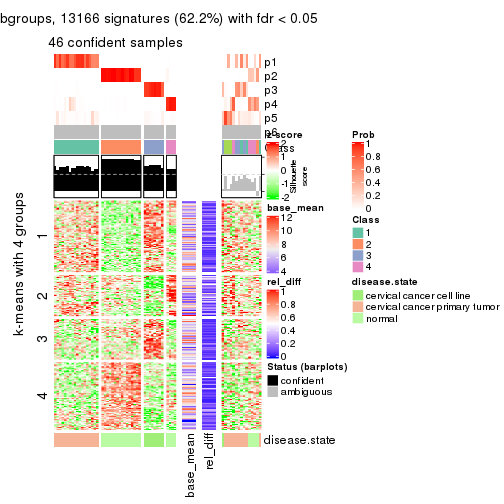 bgroups, 13166 signatures (62.2%) with fdr < 0.05
46 confident samples
p1
p2
p3
p4
p5
p6
Class
Silhouette
score
1
0.5
0
k-means with 4 groups
1
2
3
4
base_mean
rel_diff
disease.state
z-score
2
1
0
-1
-2
base_mean
12
10
8
6
4
rel_diff
1
0.8
0.6
0.4
0.2
0
Status (barplots)
confident
ambiguous
Prob
1
0.8
0.6
0.4
0.2
0
Class
1
2
3
4
disease.state
cervical cancer cell line
cervical cancer primary tumor
normal